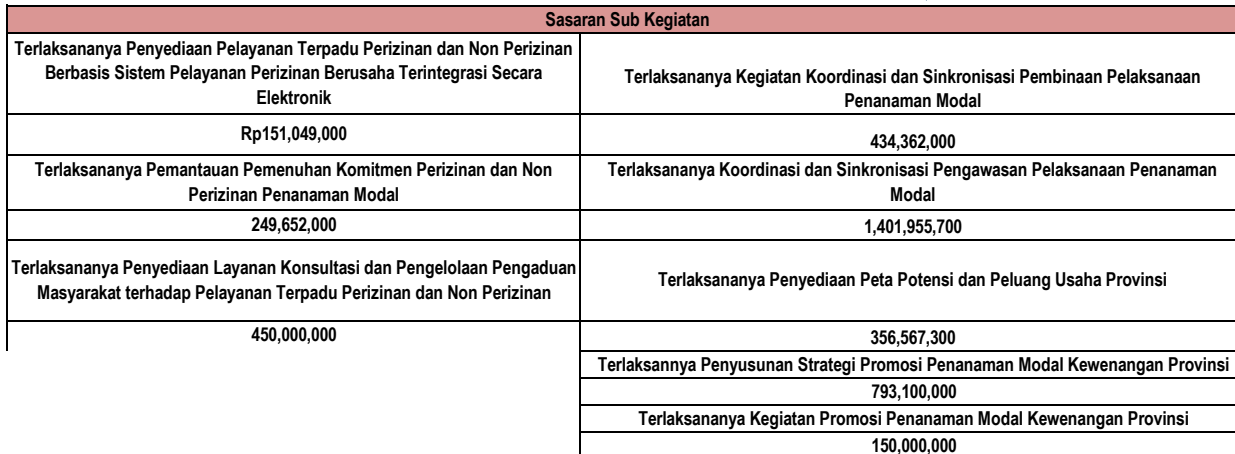 Sasaran Sub Kegiatan
Terlaksananya Penyediaan Pelayanan Terpadu Perizinan dan Non Perizinan
Berbasis Sistem Pelayanan Perizinan Berusaha Terintegrasi Secara
Elektronik
Terlaksananya Kegiatan Koordinasi dan Sinkronisasi Pembinaan Pelaksanaan
Penanaman Modal
Rp151,049,000
434,362,000
Terlaksananya Pemantauan Pemenuhan Komitmen Perizinan dan Non
Perizinan Penanaman Modal
Terlaksananya Koordinasi dan Sinkronisasi Pengawasan Pelaksanaan Penanaman
Modal
249,652,000
1,401,955,700
Terlaksananya Penyediaan Layanan Konsultasi dan Pengelolaan Pengaduan
Masyarakat terhadap Pelayanan Terpadu Perizinan dan Non Perizinan
Terlaksananya Penyediaan Peta Potensi dan Peluang Usaha Provinsi
450,000,000
356,567,300
Terlaksannya Penyusunan Strategi Promosi Penanaman Modal Kewenangan Provinsi
793,100,000
Terlaksananya Kegiatan Promosi Penanaman Modal Kewenangan Provinsi
150,000,000